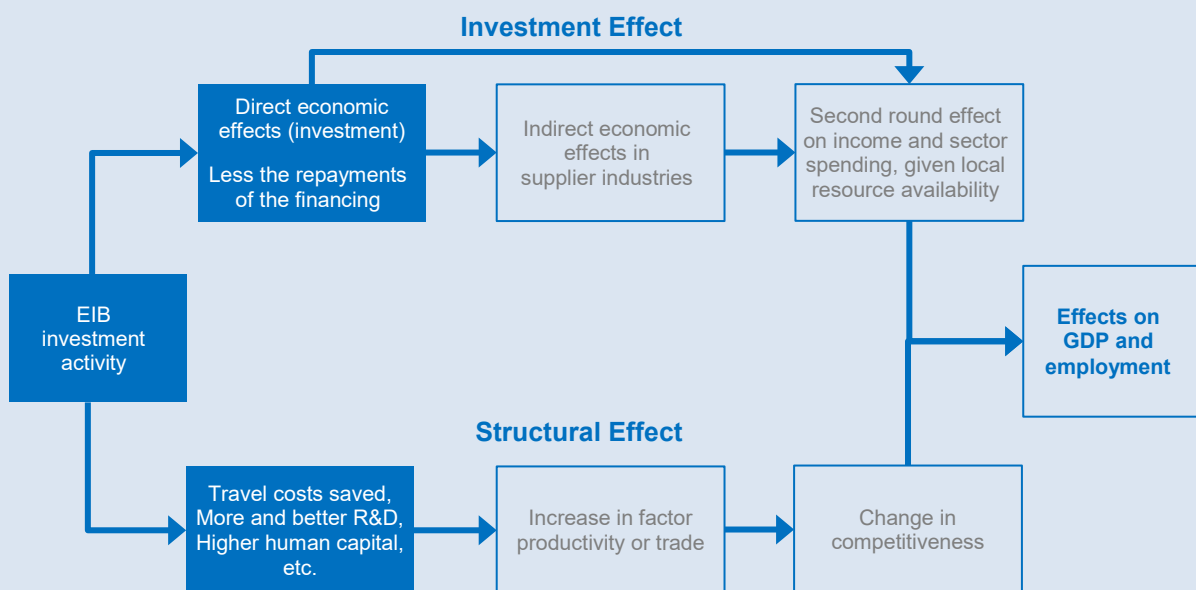 Investment Effect
Direct economic
effects (investment)
Less the repayments
of the financing
Indirect economic
effects in
supplier industries
Second round effect
on income and sector
spending, given local
resource availability
EIB
investment
activity
Effects on
GDP and
employment
Structural Effect
Travel costs saved,
More and better R&D,
Higher human capital,
etc.
Increase in factor
productivity or trade
Change in
competitiveness